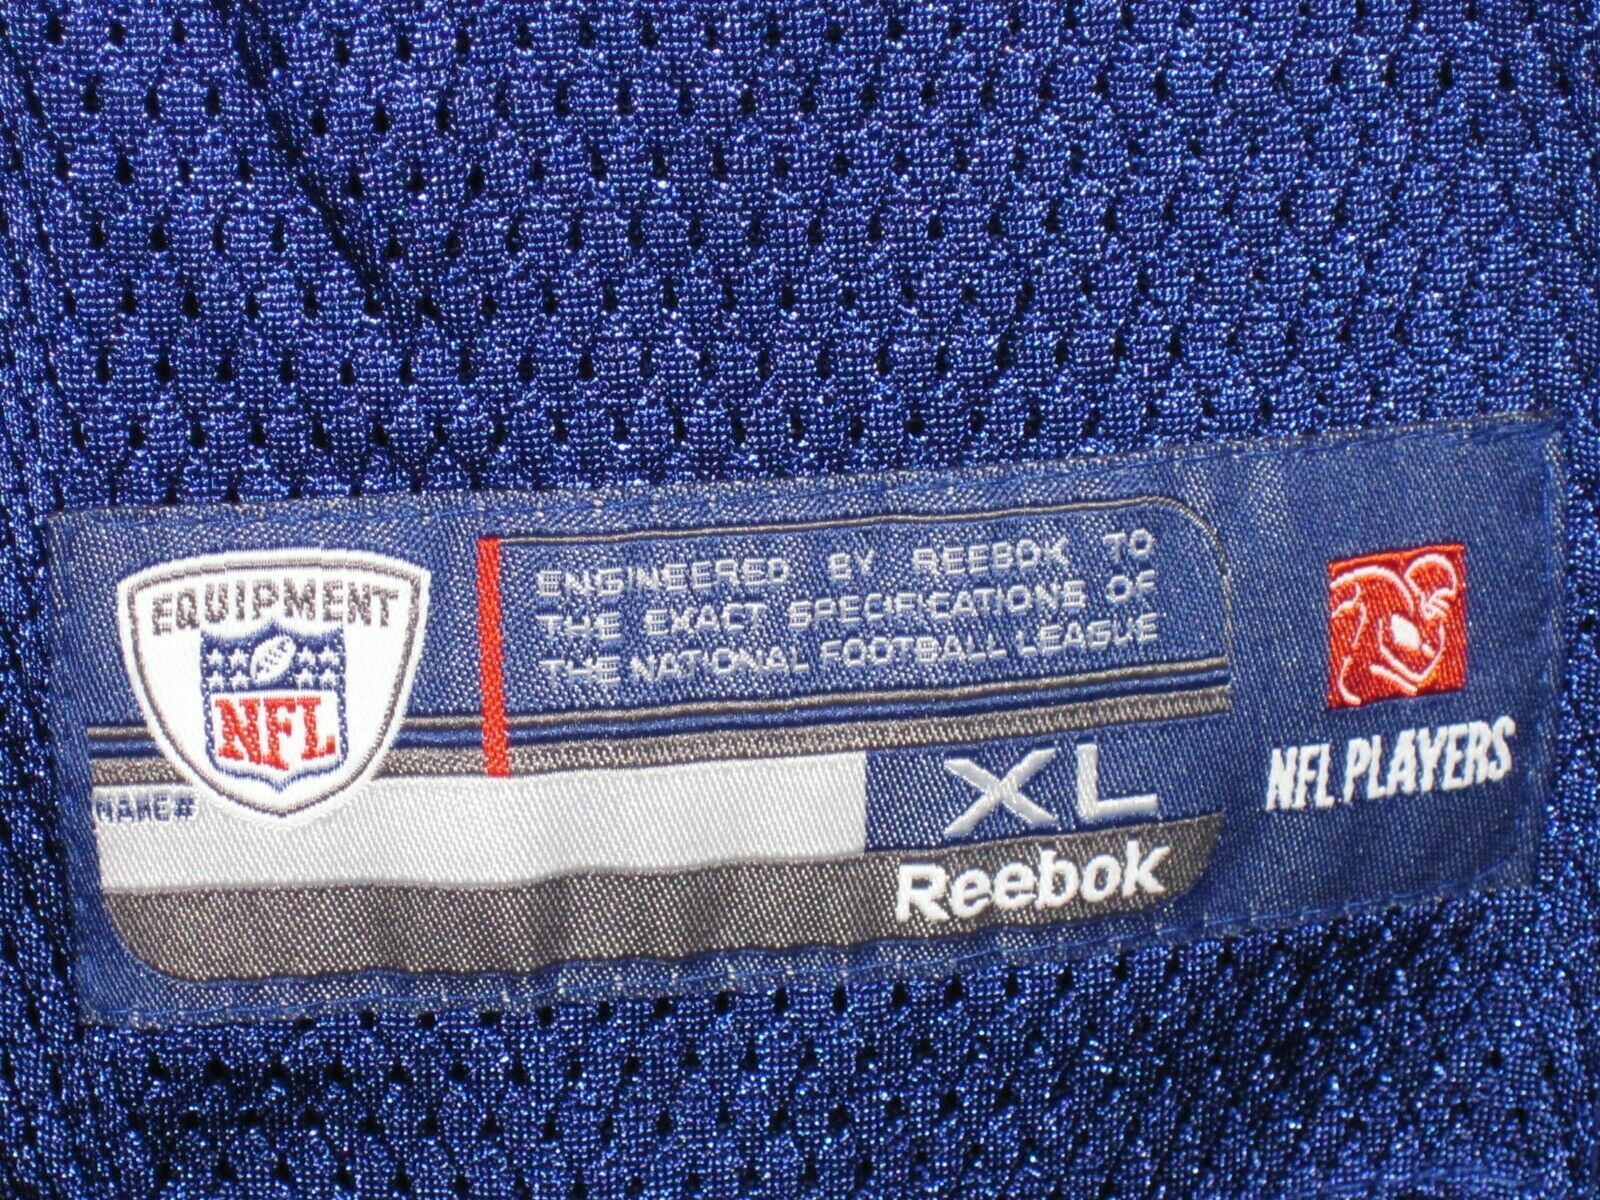 EQUIPMENT
NFL
ENGINEERED BY REEBOK TO
THE EXACT SPECIFICATIONS OF
THE NATIONAL FOOTBALL LEAGUE
NAME#
XL
Reebok
NFL PLAYERS